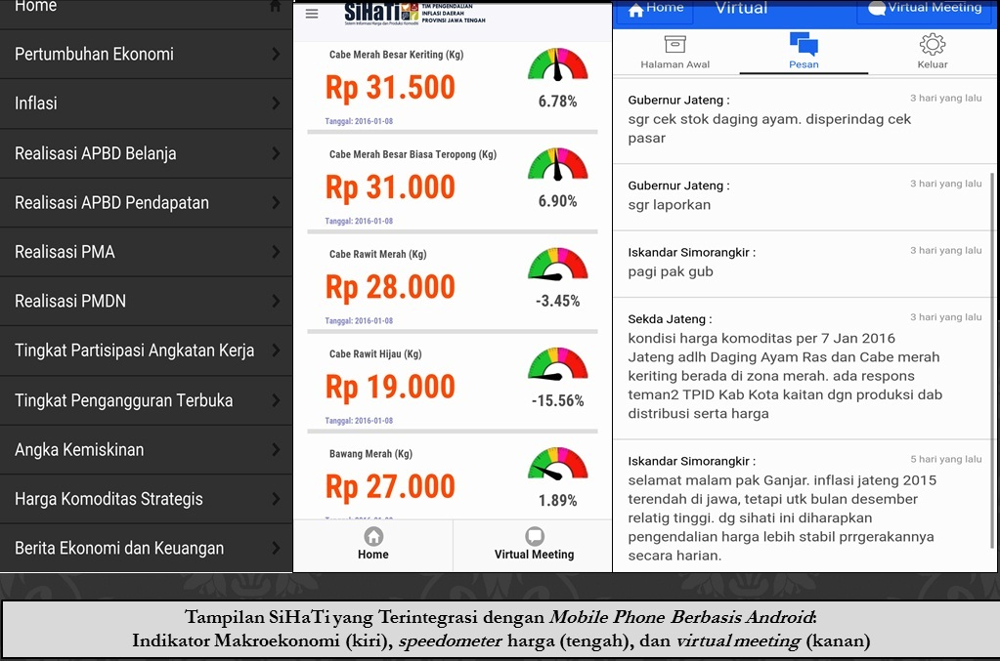 Home
Pertumbuhan Ekonomi
Inflasi
Realisasi APBD Belanja
Realisasi APBD Pendapatan
Realisasi PMA
Realisasi PMDN
Tingkat Partisipasi Angkatan Kerja
Tingkat Pengangguran Terbuka
Angka Kemiskinan
Harga Komoditas Strategis
Berita Ekonomi dan Keuangan
SiHaTi
Sistem Informasi Harga dan Produksi Komoditi
TIM PENGENDALIAN
INFLASI DAERAH
PROVINSI JAWA TENGAH
Cabe Merah Besar Keriting (Kg)
Rp 31.500
6.78%
Tanggal: 2016-01-08
Cabe Merah Besar Biasa Teropong (Kg)
Rp 31.000
6.90%
Tanggal: 2016-01-08
Cabe Rawit Merah (Kg)
Rp 28.000
-3.45%
Tanggal: 2016-01-08
Cabe Rawit Hijau (Kg)
Rp 19.000
-15.56%
Tanggal: 2016-01-08
Bawang Merah (Kg)
Rp 27.000
1.89%
Tanggal: 2016-01-08
Home
Virtual Meeting
Home
Virtual
Virtual Meeting
Halaman Awal
Pesan
Keluar
Gubernur Jateng :
3 hari yang lalu
sgr cek stok daging ayam. disperindag cek
pasar
Gubernur Jateng :
3 hari yang lalu
sgr laporkan
Iskandar Simorangkir :
3 hari yang lalu
pagi pak gub
Sekda Jateng :
3 hari yang lalu
kondisi harga komoditas per 7 Jan 2016
Jateng adlh Daging Ayam Ras dan Cabe merah
keriting berada di zona merah. ada respons
teman2 TPID Kab Kota kaitan dgn produksi dab
distribusi serta harga
Iskandar Simorangkir :
5 hari yang lalu
selamat malam pak Ganjar. inflasi jateng 2015
terendah di jawa, tetapi utk bulan desember
relatig tinggi. dg sihati ini diharapkan
pengendalian harga lebih stabil prrgerakannya
secara harian.
Tampilan SiHaTi yang Terintegrasi dengan Mobile Phone Berbasis Android:
Indikator Makroekonomi (kiri), speedometer harga (tengah), dan virtual meeting (kanan)